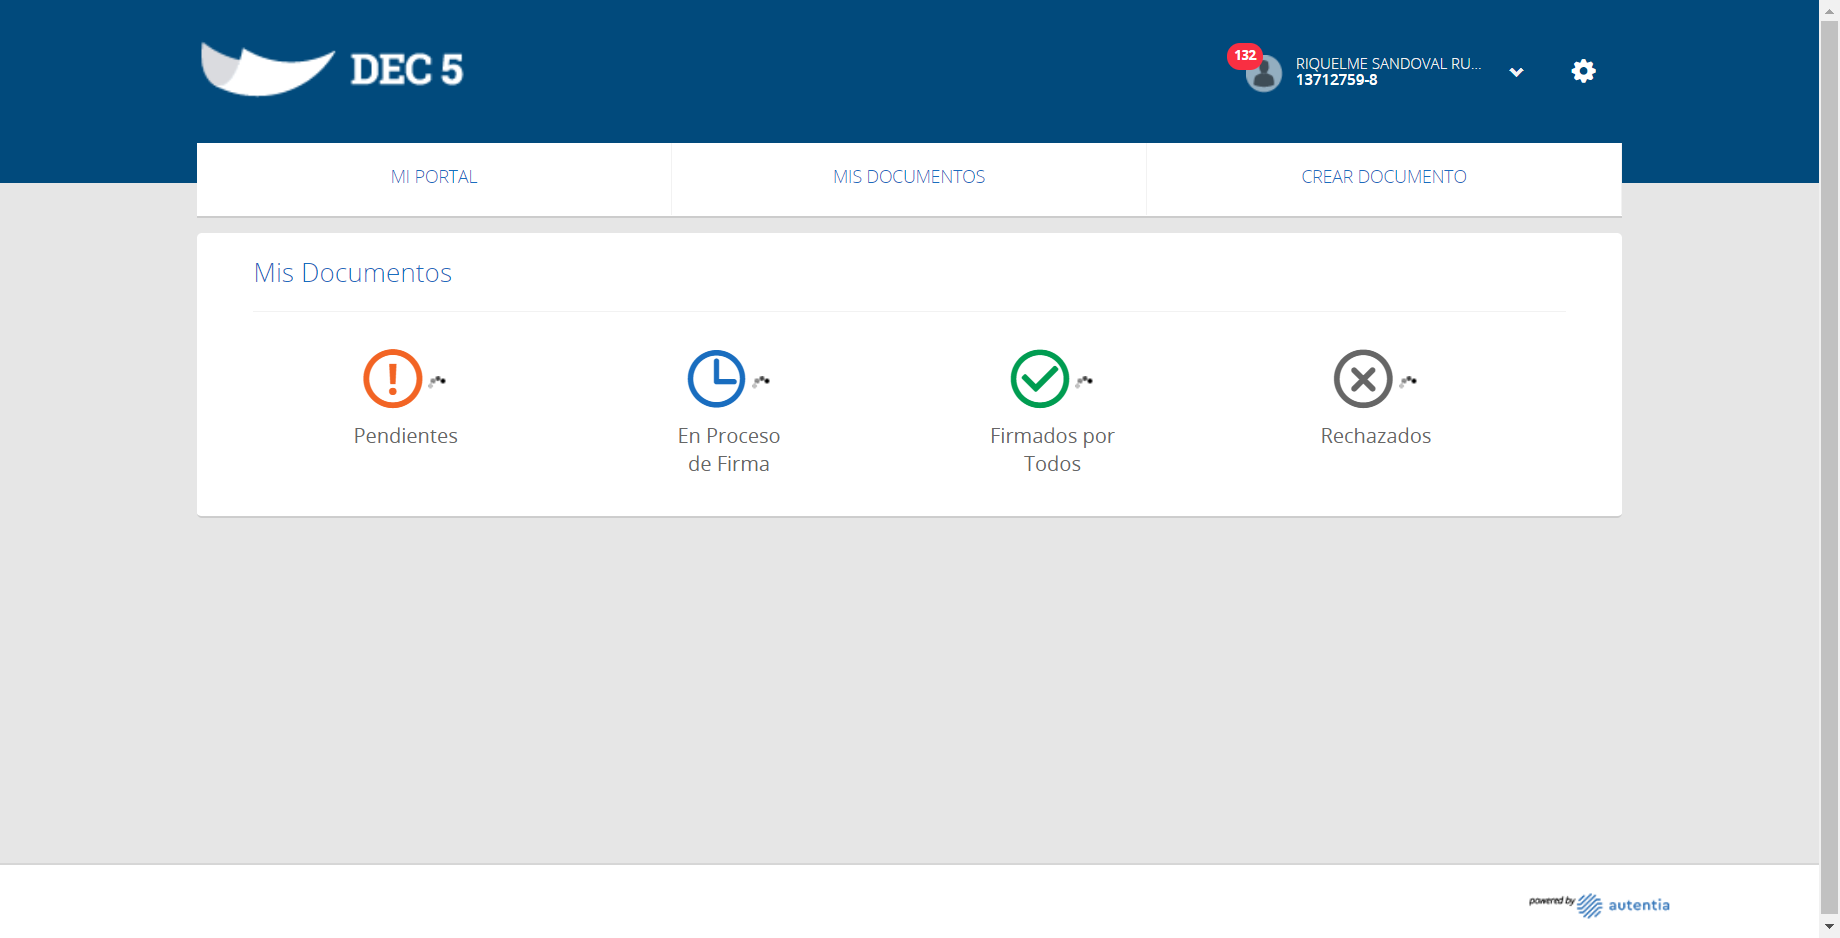 DEC 5
132
RIQUELME SANDOVAL RU...
13712759-8
MI PORTAL
MIS DOCUMENTOS
CREAR DOCUMENTO
Mis Documentos
Pendientes
En Proceso
de Firma
Firmados por
Todos
Rechazados
powered by autentia